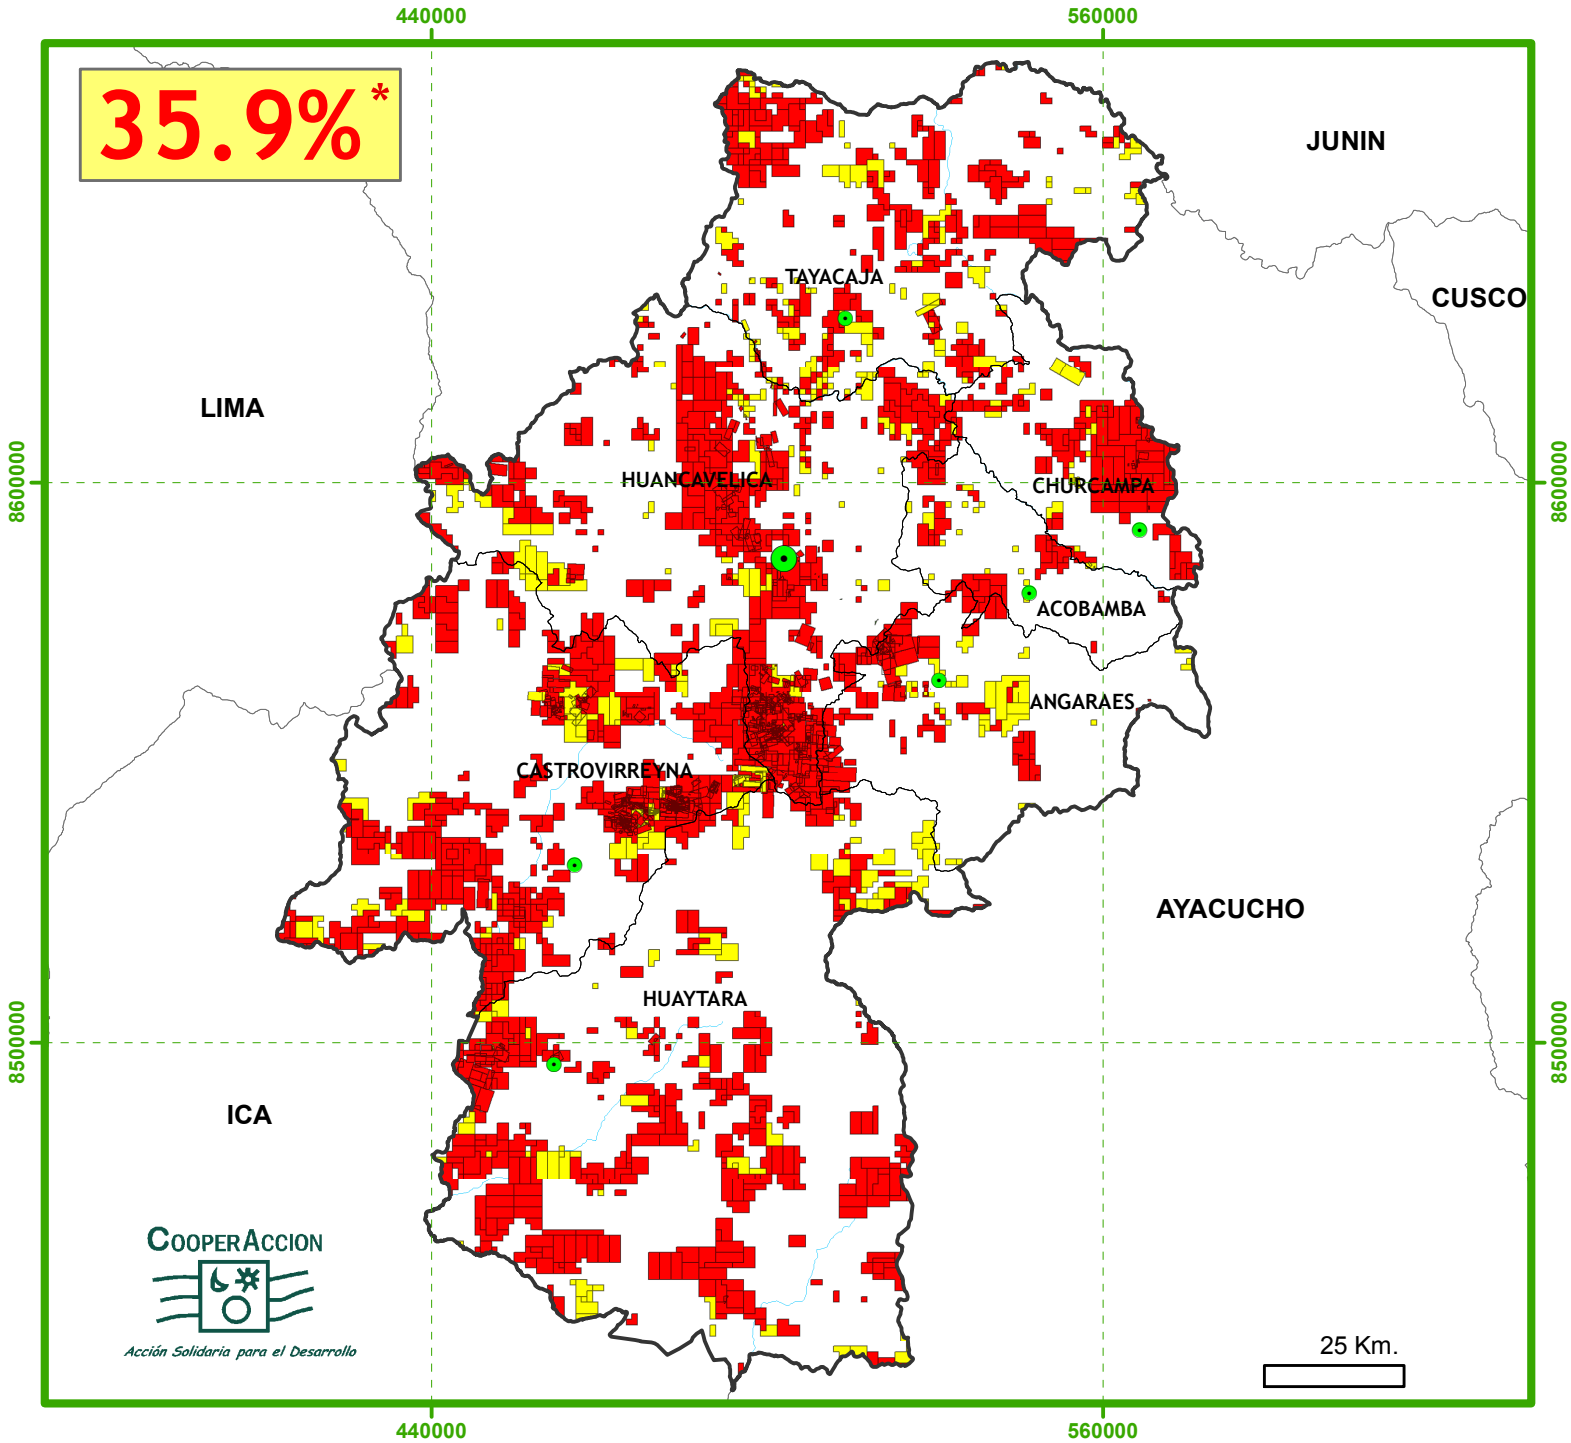 440000
560000
35.9%*
JUNIN
CUSCO
TAYACAJA
LIMA
HUANCAVELICA
CHURCAMPA
8600000
8600000
ACOBAMBA
ANGARAES
CASTROVIRREYNA
AYACUCHO
HUAYTARA
8500000
8500000
ICA
COOPERACCION
Acción Solidaria para el Desarrollo
25 Km.
440000
560000